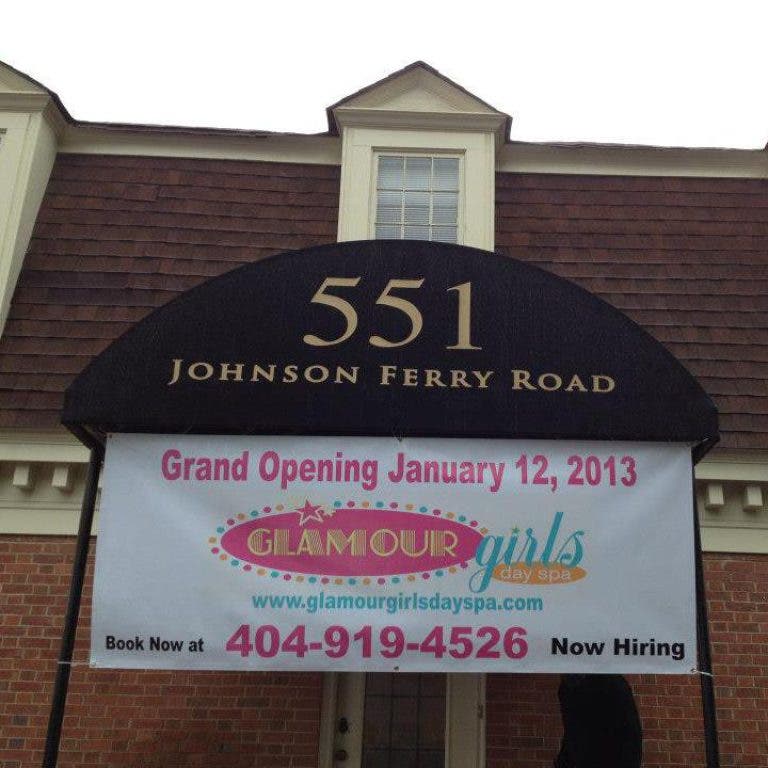 551
JOHNSON FERRY ROAD
Grand Opening January 12, 2013
GLAMOUR girls
day spa
www.glamourgirlsdayspa.com
Book Now at 404-919-4526 Now Hiring